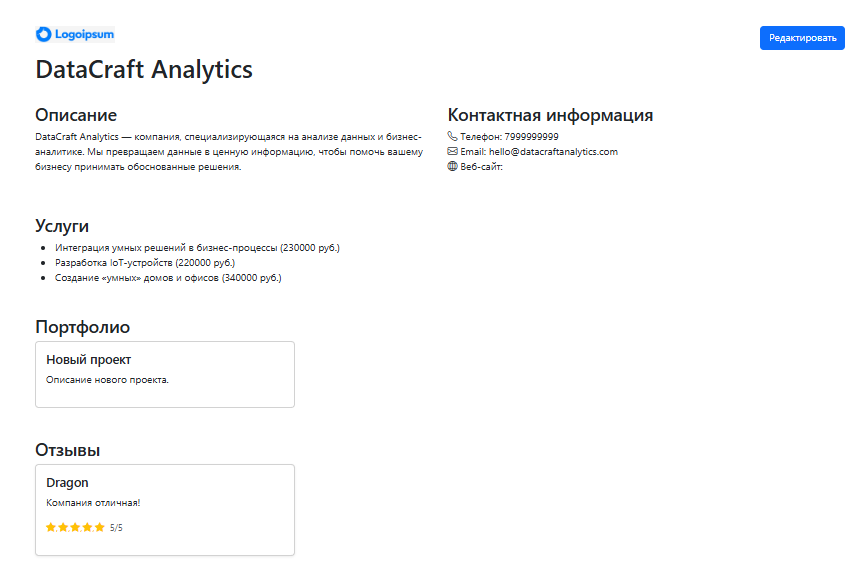 Logoipsum
Редактировать
DataCraft Analytics
Описание
DataCraft Analytics — компания, специализирующаяся на анализе данных и бизнес-
аналитике. Мы превращаем данные в ценную информацию, чтобы помочь вашему
бизнесу принимать обоснованные решения.
Контактная информация
Телефон: 7999999999
Email: hello@datacraftanalytics.com
Веб-сайт:
Услуги
Интеграция умных решений в бизнес-процессы (230000 руб.)
Разработка IoT-устройств (220000 руб.)
Создание «умных» домов и офисов (340000 руб.)
Портфолио
Новый проект
Описание нового проекта.
Отзывы
Dragon
Компания отличная!
5/5